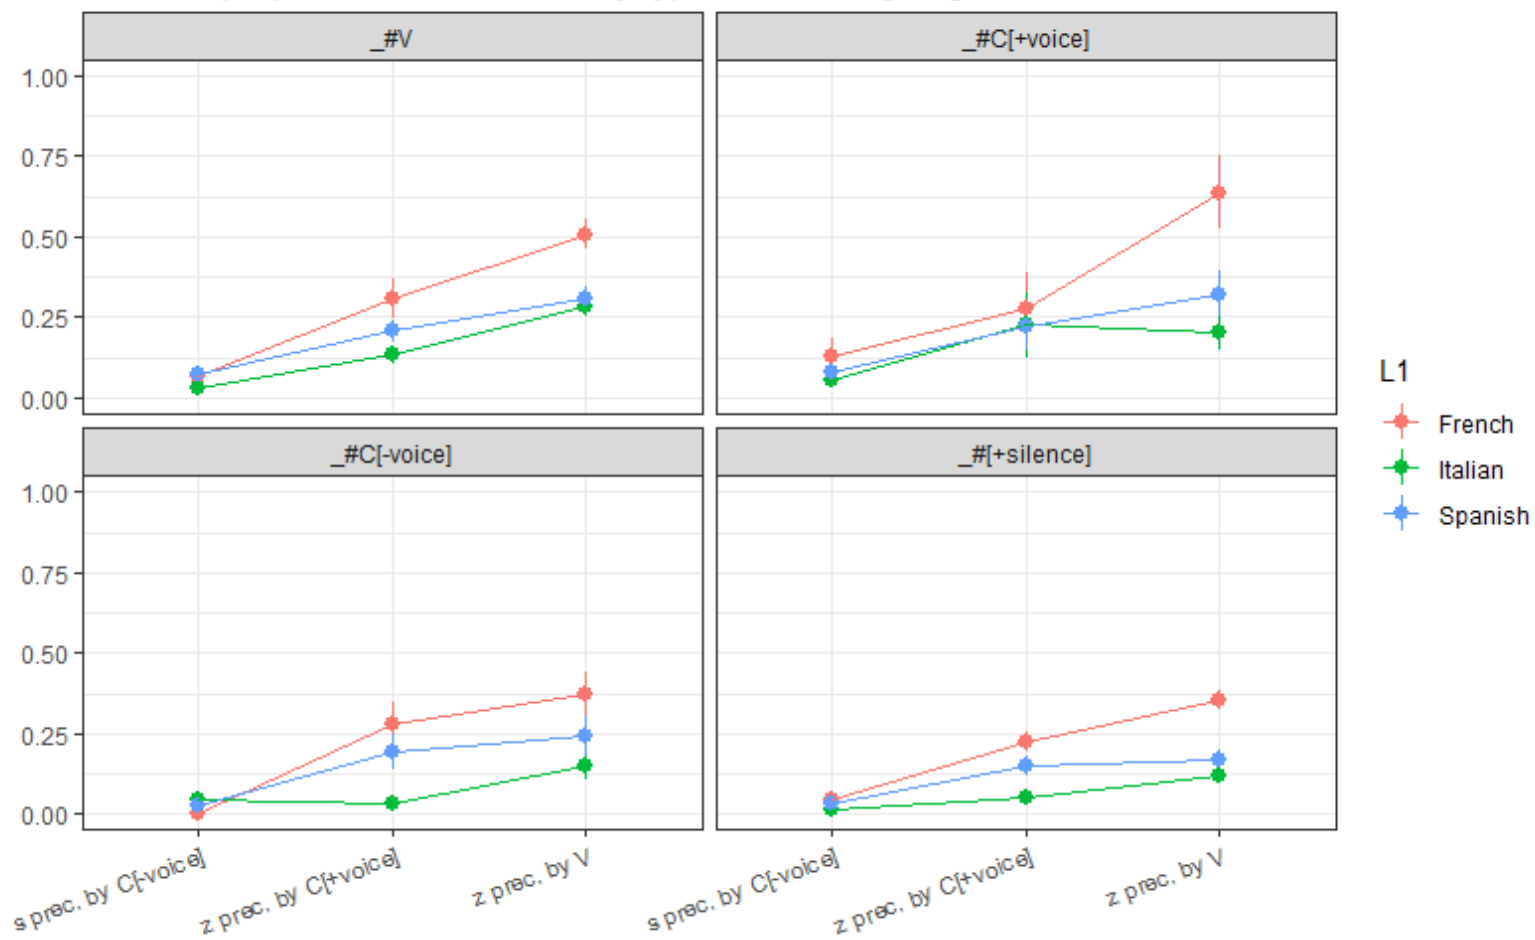 _#V
_#C[+voice]
1.00
0.75
0.50
0.25
0.00
_#C[-voice]
_#[+silence]
1.00
0.75
0.50
0.25
0.00
s prec. by C[-voice]
z prec. by C[+voice]
z prec. by V
s prec. by C[-voice]
z prec. by C[+voice]
z prec. by V
L1
French
Italian
Spanish